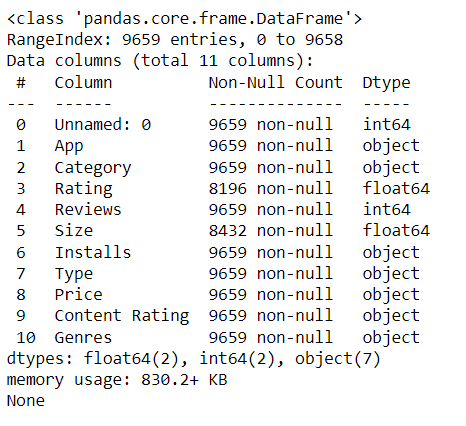 <class 'pandas.core.frame.DataFrame'>
RangeIndex: 9659 entries, 0 to 9658
Data columns (total 11 columns):
 #   Column          Non-Null Count  Dtype
---  ------          --------------  -----
 0   Unnamed: 0      9659 non-null   int64
 1   App             9659 non-null   object
 2   Category        9659 non-null   object
 3   Rating          8196 non-null   float64
 4   Reviews         9659 non-null   int64
 5   Size            8432 non-null   float64
 6   Installs        9659 non-null   object
 7   Type            9659 non-null   object
 8   Price           9659 non-null   object
 9   Content Rating  9659 non-null   object
 10  Genres          9659 non-null   object
dtypes: float64(2), int64(2), object(7)
memory usage: 830.2+ KB
None